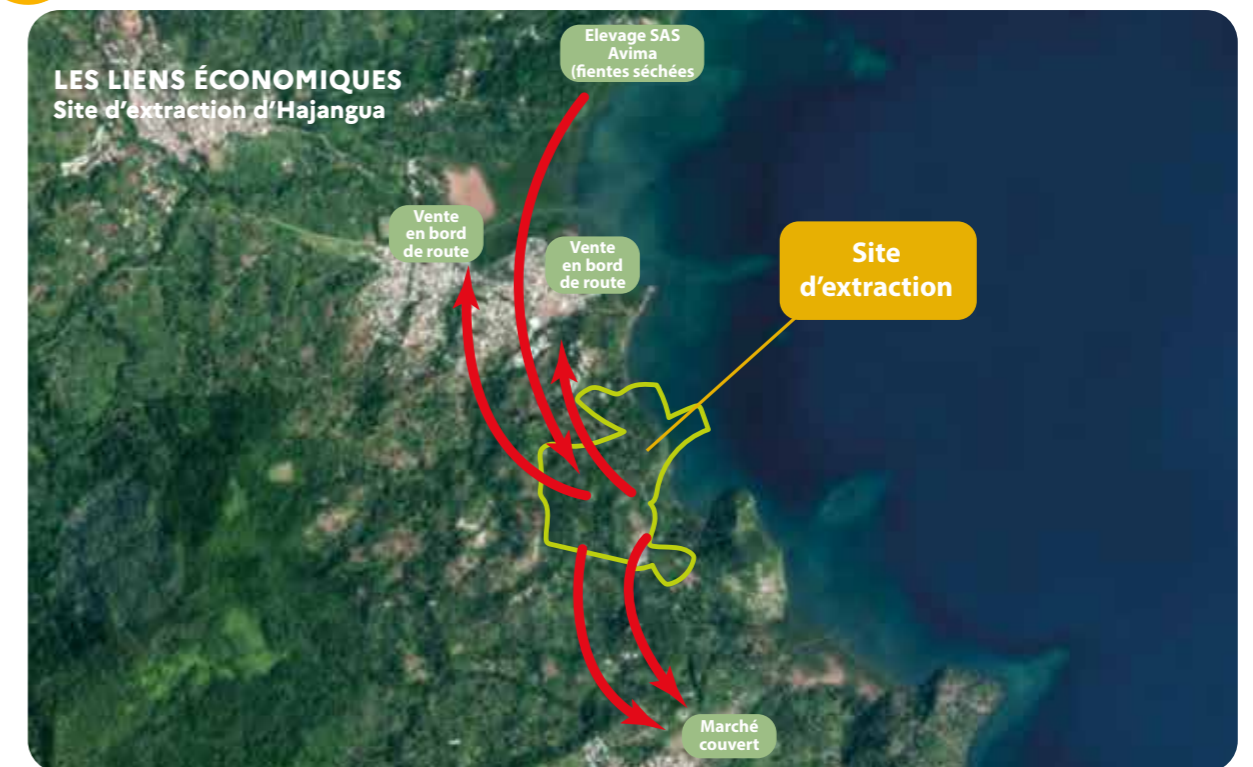 LES LIENS ÉCONOMIQUES
Site d'extraction d'Hajangua
Elevage SAS
Avima
(fientes séchées
Vente
en bord
de route
Vente
en bord
de route
Site
d'extraction
Marché
couvert